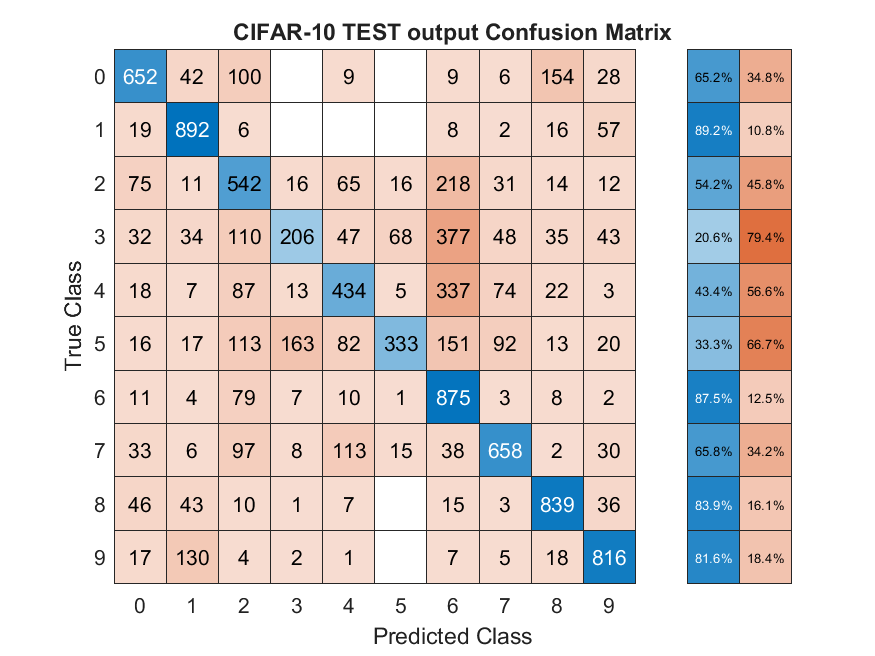 CIFAR-10 TEST output Confusion Matrix
0 652 42 100 9 9 6 154 28 65.2% 34.8%
1 19 892 6 8 2 16 57 89.2% 10.8%
2 75 11 542 16 65 16 218 31 14 12 54.2% 45.8%
3 32 34 110 206 47 68 377 48 35 43 20.6% 79.4%
4 18 7 87 13 434 5 337 74 22 3 43.4% 56.6%
5 16 17 113 163 82 333 151 92 13 20 33.3% 66.7%
6 11 4 79 7 10 1 875 3 8 2 87.5% 12.5%
7 33 6 97 8 113 15 38 658 2 30 65.8% 34.2%
8 46 43 10 1 7 15 3 839 36 83.9% 16.1%
9 17 130 4 2 1 7 5 18 816 81.6% 18.4%
0 1 2 3 4 5 6 7 8 9
Predicted Class
True Class